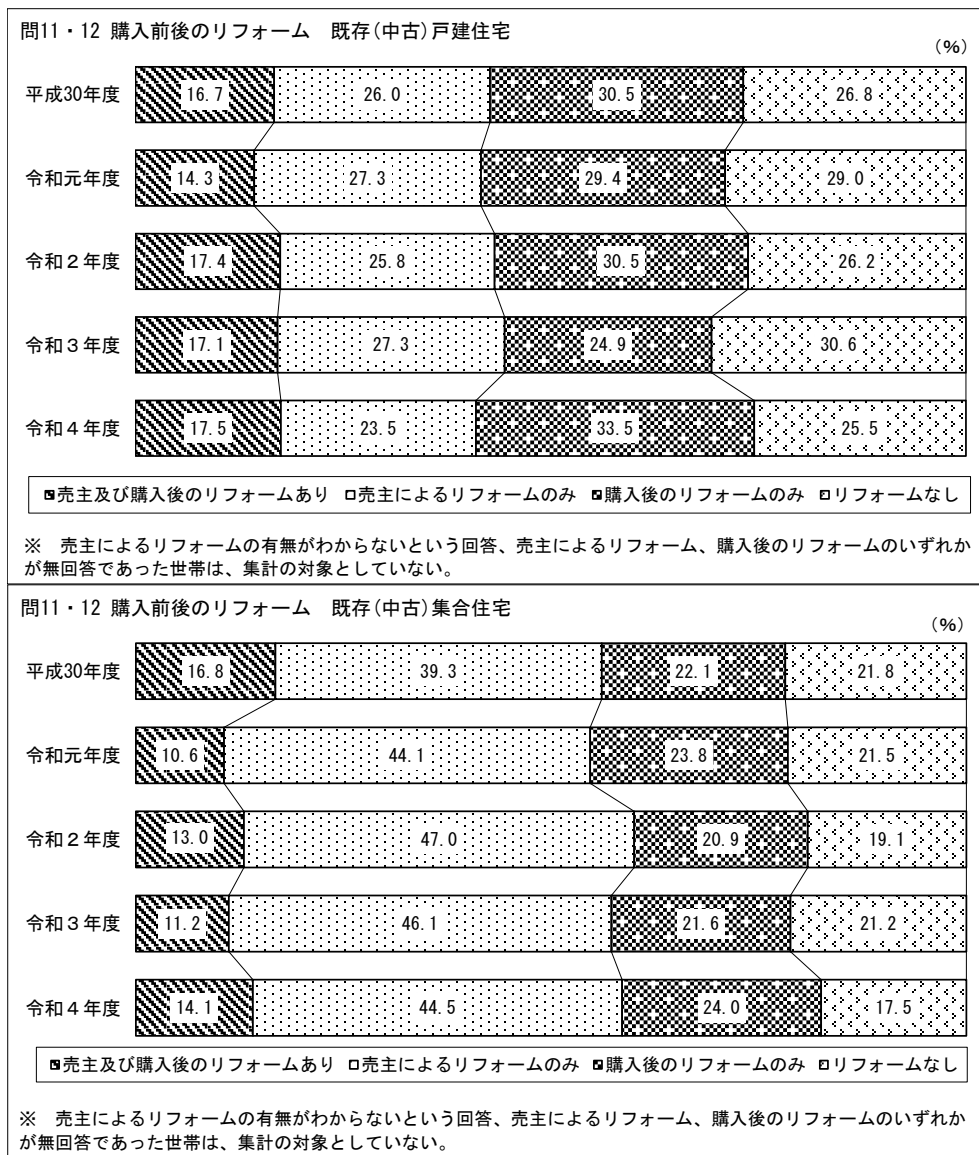 問11・12 購入前後のリフォーム 既存(中古)戸建住宅
(%)
平成30年度 16.7 26.0 30.5 26.8
令和元年度 14.3 27.3 29.4 29.0
令和２年度 17.4 25.8 30.5 26.2
令和３年度 17.1 27.3 24.9 30.6
令和４年度 17.5 23.5 33.5 25.5
売主及び購入後のリフォームあり 売主によるリフォームのみ 購入後のリフォームのみ リフォームなし
※ 売主によるリフォームの有無がわからないという回答、売主によるリフォーム、購入後のリフォームのいずれか
が無回答であった世帯は、集計の対象としていない。
問11・12 購入前後のリフォーム 既存(中古)集合住宅
(%)
平成30年度 16.8 39.3 22.1 21.8
令和元年度 10.6 44.1 23.8 21.5
令和２年度 13.0 47.0 20.9 19.1
令和３年度 11.2 46.1 21.6 21.2
令和４年度 14.1 44.5 24.0 17.5
売主及び購入後のリフォームあり 売主によるリフォームのみ 購入後のリフォームのみ リフォームなし
※ 売主によるリフォームの有無がわからないという回答、売主によるリフォーム、購入後のリフォームのいずれか
が無回答であった世帯は、集計の対象としていない。